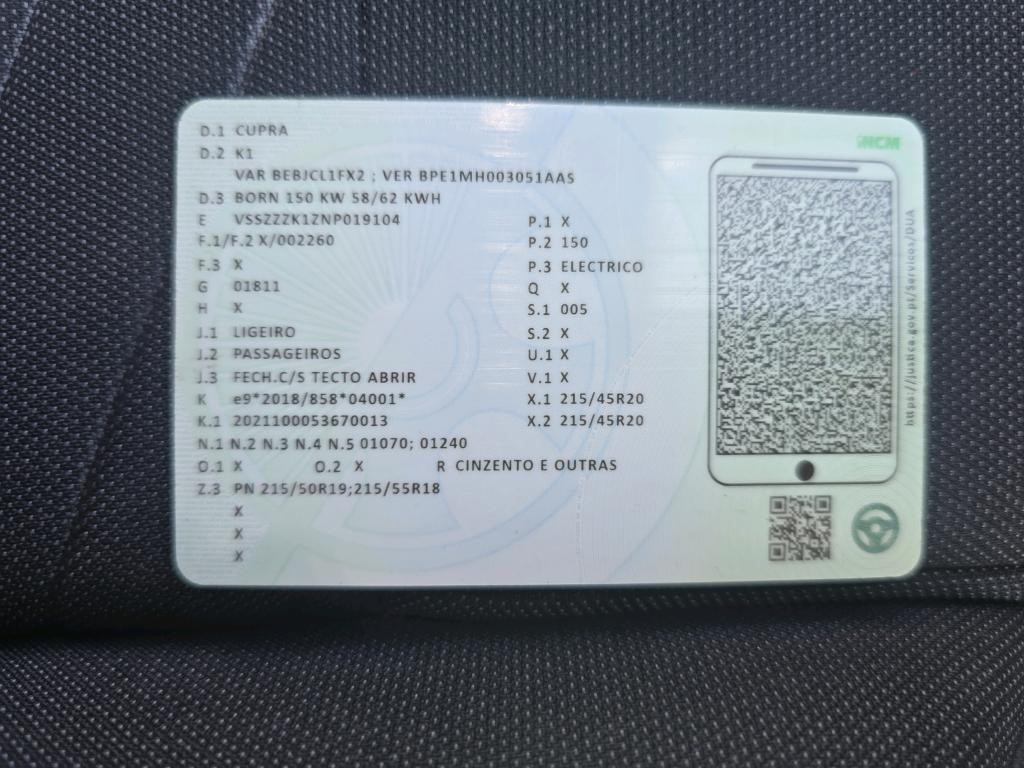 D.1 CUPRA
D.2 K1
VAR BEBJCL1FX2 ; VER BPE1MH003051AAS
D.3 BORN 150 KW 58/62 KWH
E VSSZZZK1ZNP019104
F.1/F.2 X/002260
F.3 X
G 01811
H X
J.1 LIGEIRO
J.2 PASSAGEIROS
J.3 FECH.C/S TECTO ABRIR
K e9*2018/858*04001*
K.1 2021100053670013
N.1 N.2 N.3 N.4 N.5 01070; 01240
O.1 X O.2 X R CINZENTO E OUTRAS
Z.3 PN 215/50R19;215/55R18
X
X
X
P.1 X
P.2 150
P.3 ELECTRICO
Q X
S.1 005
S.2 X
U.1 X
V.1 X
X.1 215/45R20
X.2 215/45R20
INCM
https://justica.gov.pt/Servicos/DUA